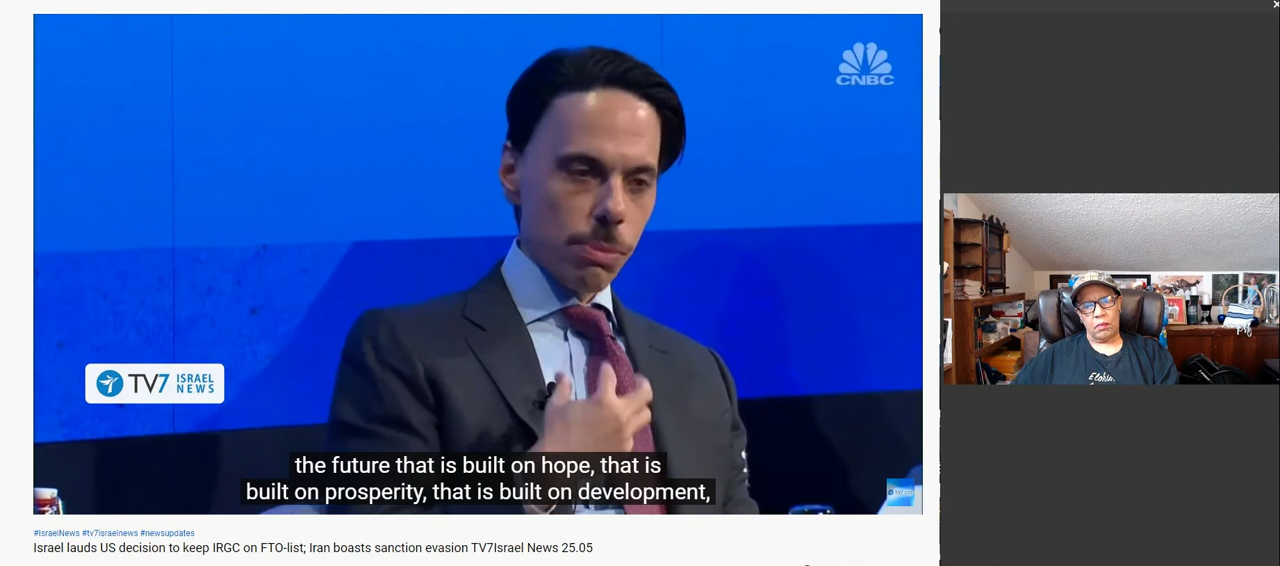 CNBC
TV7 ISRAEL
NEWS
the future that is built on hope, that is
built on prosperity, that is built on development,
#IsraelNews #tv7israelnews #newsupdates
Israel lauds US decision to keep IRGC on FTO-list; Iran boasts sanction evasion TV7Israel News 25.05